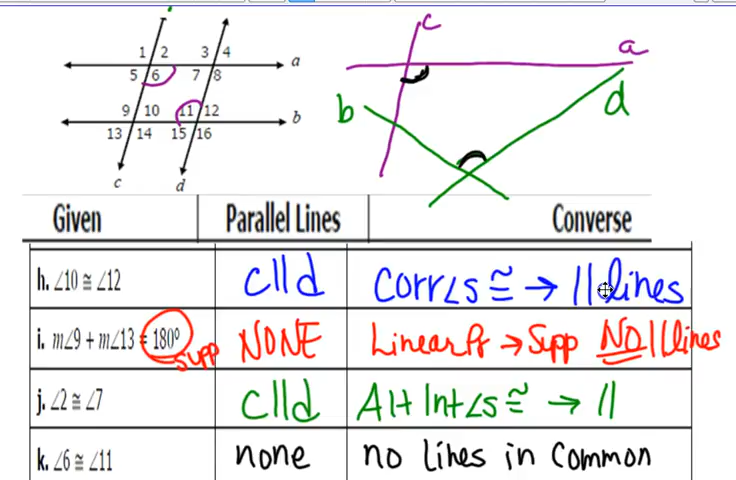 1 2 3 4
a
5 6 7 8
9 10 11 12
b
13 14 15 16
c d
c
a
b
d
Given Parallel Lines Converse
h. ∠10 ≅ ∠12 c||d Corr∠s ≅ → || lines
i. m∠9 + m∠13 = 180° supp NONE Linear Pr → Supp NO || lines
j. ∠2 ≅ ∠7 c||d Alt Int ∠s ≅ → ||
k. ∠6 ≅ ∠11 none no lines in common